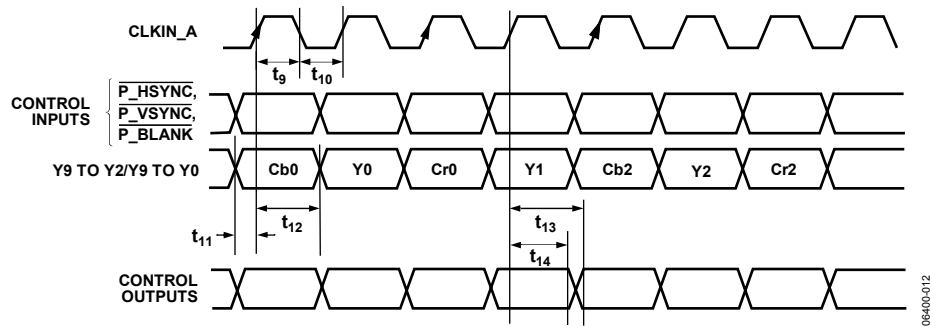 CLKIN_A
t9
t10
CONTROL INPUTS
P_HSYNC,
P_VSYNC,
P_BLANK
Y9 TO Y2/Y9 TO Y0
Cb0
Y0
Cr0
Y1
Cb2
Y2
Cr2
t12
t13
t11
t14
CONTROL OUTPUTS
06400-012